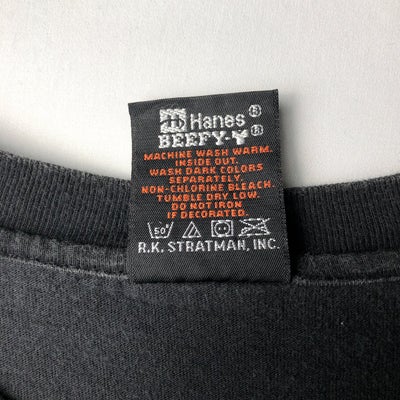 Hanes®
BEEFY-T®
MACHINE WASH WARM,
INSIDE OUT.
WASH DARK COLORS
SEPARATELY.
NON-CHLORINE BLEACH.
TUMBLE DRY LOW.
DO NOT IRON
IF DECORATED.
50°
R.K. STRATMAN, INC.